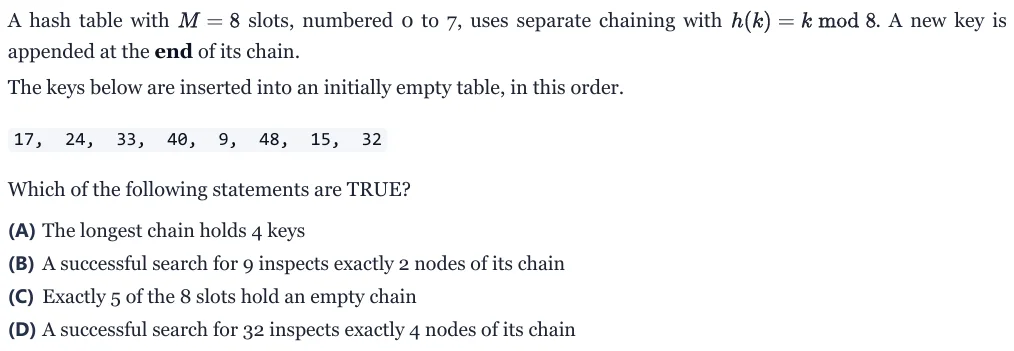 A hash table with M = 8 slots, numbered 0 to 7, uses separate chaining with h(k) = k mod 8. A new key is
appended at the end of its chain.
The keys below are inserted into an initially empty table, in this order.
17, 24, 33, 40, 9, 48, 15, 32
Which of the following statements are TRUE?
(A) The longest chain holds 4 keys
(B) A successful search for 9 inspects exactly 2 nodes of its chain
(C) Exactly 5 of the 8 slots hold an empty chain
(D) A successful search for 32 inspects exactly 4 nodes of its chain